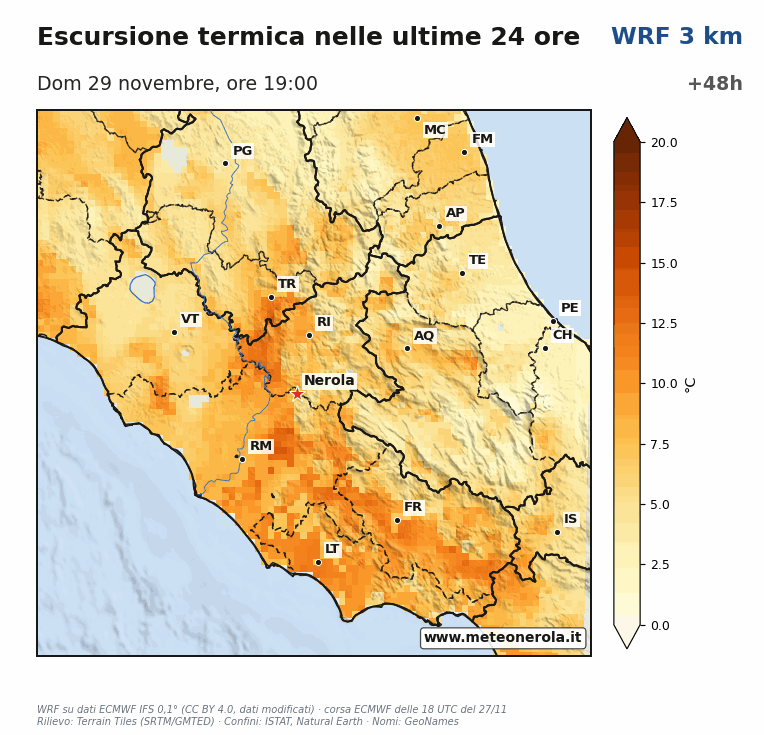 Escursione termica nelle ultime 24 ore
WRF 3 km
Dom 29 novembre, ore 19:00
+48h
MC
FM
PG
AP
TE
TR
PE
VT
RI
AQ
CH
Nerola
RM
FR
IS
LT
www.meteonerola.it
20.0
17.5
15.0
12.5
10.0
7.5
5.0
2.5
0.0
°C
WRF su dati ECMWF IFS 0,1° (CC BY 4.0, dati modificati) · corsa ECMWF delle 18 UTC del 27/11
Rilievo: Terrain Tiles (SRTM/GMTED) · Confini: ISTAT, Natural Earth · Nomi: GeoNames